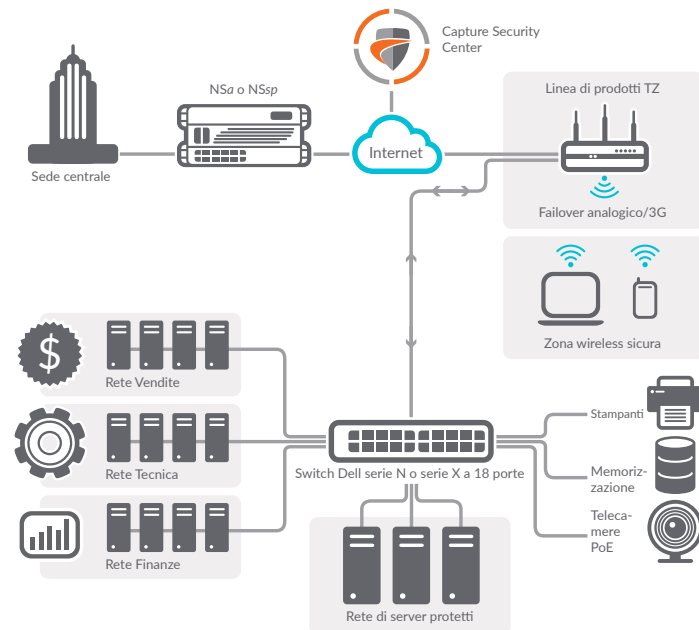 Capture Security
Center
NSa o NSsp
Linea di prodotti TZ
Internet
Sede centrale
Failover analogico/3G
Zona wireless sicura
$
Rete Vendite
Stampanti
Rete Tecnica
Switch Dell serie N o serie X a 18 porte
Memoriz-
zazione
Teleca-
mere
PoE
Rete Finanze
Rete di server protetti